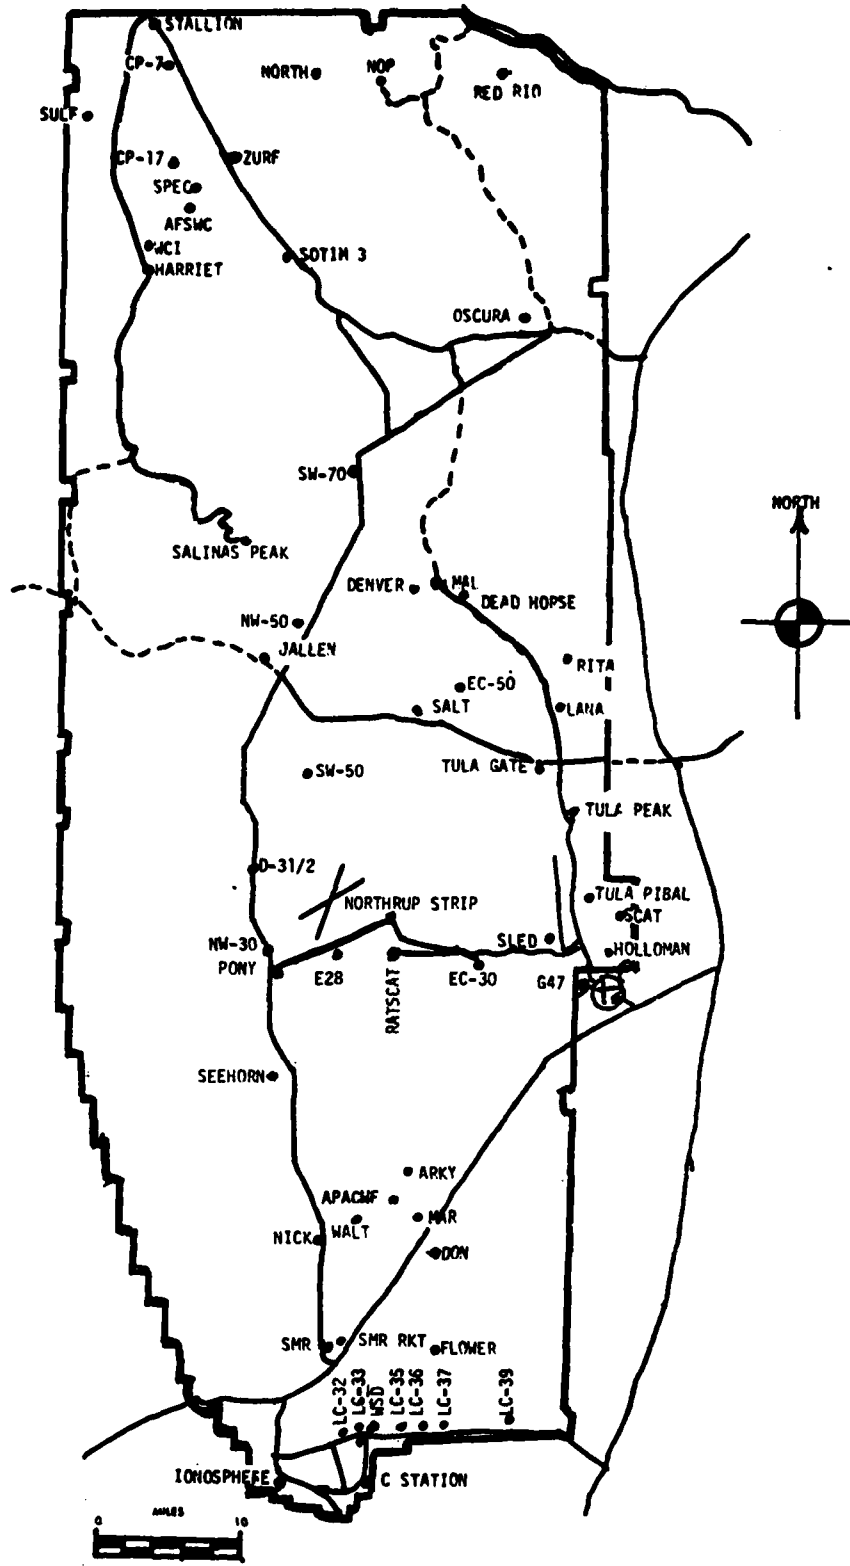 STALLION
CP-7
NORTH
NOP
RED RIO
SULF
CP-17
ZURF
SPEC
AFSWC
WCI
HARRIET
SOTIM 3
OSCURA
SW-70
NORTH
SALINAS PEAK
DENVER
MAL
DEAD HORSE
NW-50
JALLEN
RITA
EC-50
SALT
LANA
TULA GATE
SW-50
TULA PEAK
D-31/2
TULA PIBAL
NORTHRUP STRIP
SCAT
NW-30
SLED
HOLLOMAN
PONY
E28
RATSCAT
EC-30
G47
SEEHORN
ARKY
APACWF
MAR
NICK
WALT
DON
SMR
SMR RKT
FLOWER
LC-32
LC-33
WSD
LC-35
LC-36
LC-37
LC-39
IONOSPHERE
C STATION
MILES
0 10